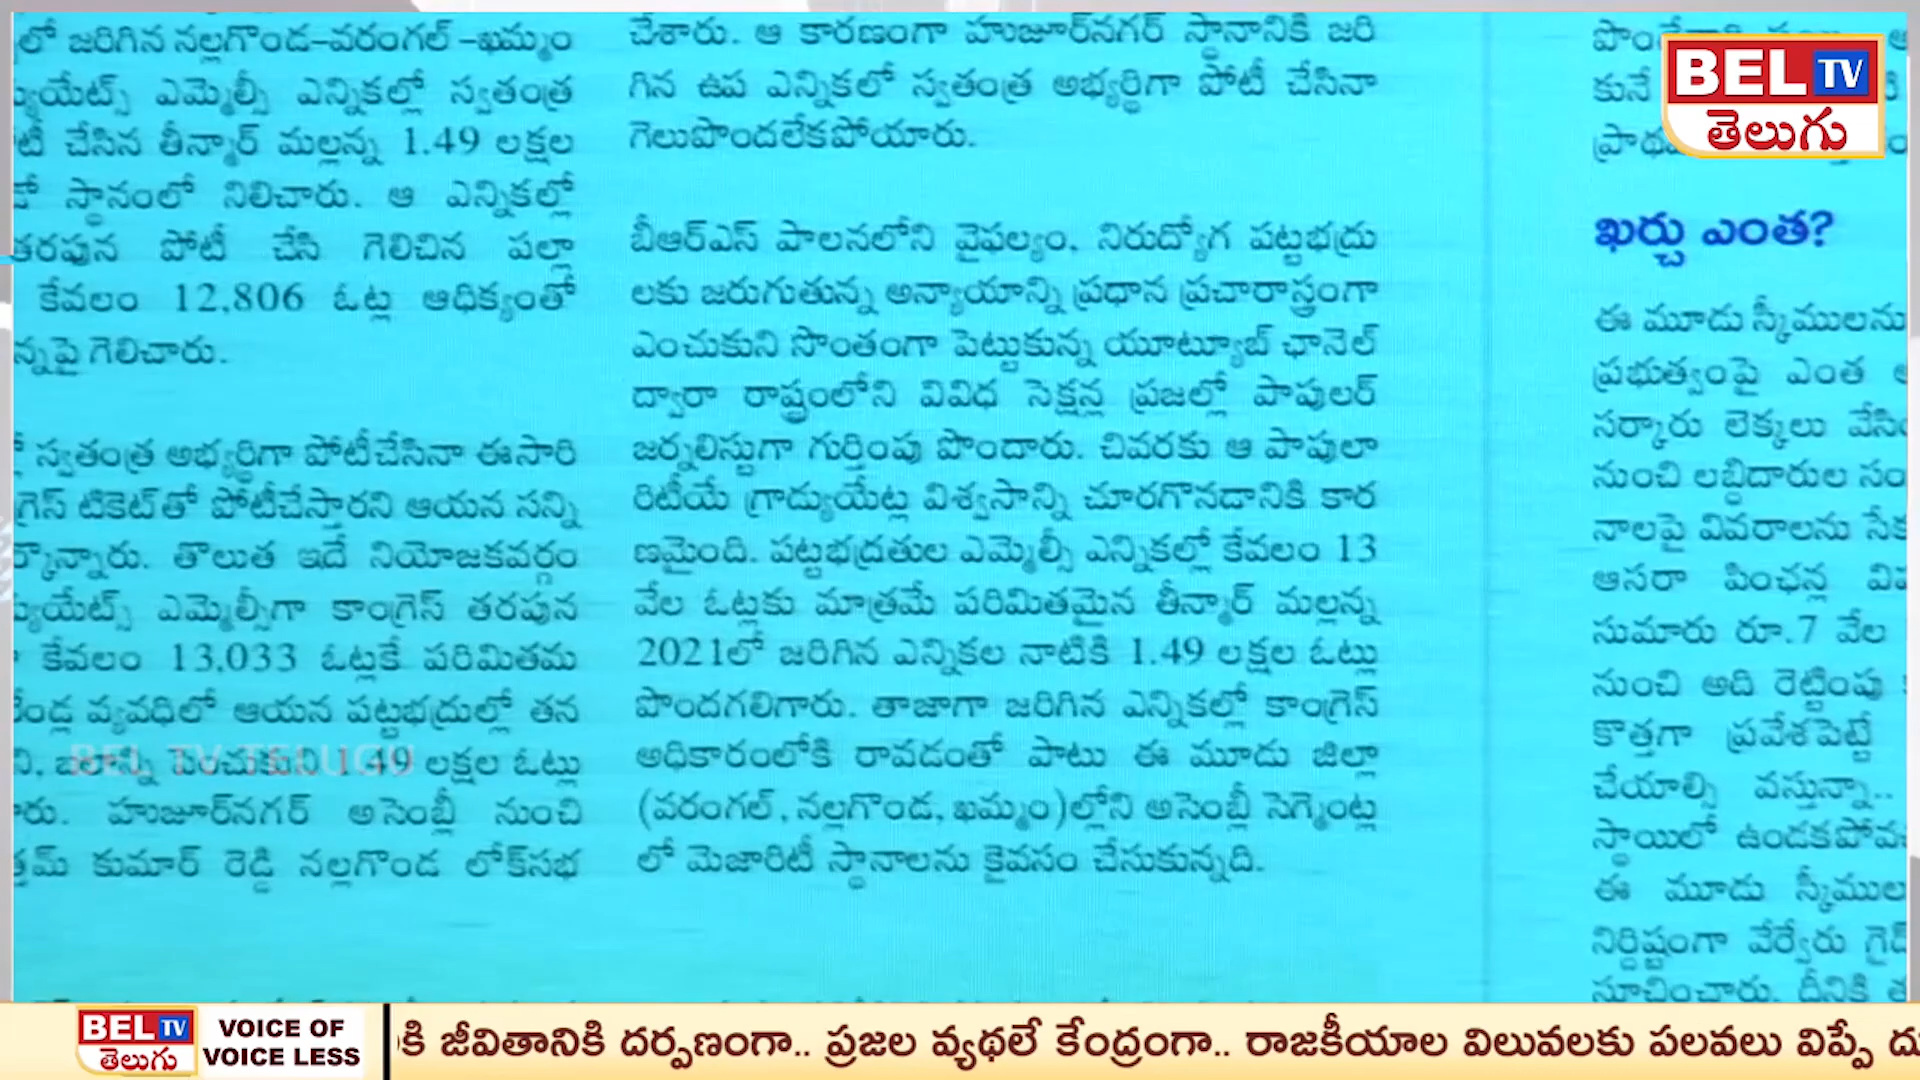 లో జరిగిన నల్లగొండ-వరంగల్ -ఖమ్మం
ఎమ్మెల్సీ ఎన్నికల్లో స్వతంత్ర
చేసిన తీన్మార్ మల్లన్న 1.49 లక్షల
స్థానంలో నిలిచారు. ఆ ఎన్నికల్లో
తరపున పోటీ చేసి గెలిచిన పల్లా
కేవలం 12,806 ఓట్ల ఆధిక్యంతో
న్నపై గెలిచారు.
స్వతంత్ర అభ్యర్థిగా పోటీచేసినా ఈసారి
టికెట్‌తో పోటీచేస్తారని ఆయన సన్ని
ర్కొన్నారు. తొలుత ఇదే నియోజకవర్గం
ఎమ్మెల్సీగా కాంగ్రెస్ తరపున
కేవలం 13,033 ఓట్లకే పరిమితమ
వ్యవధిలో ఆయన పట్టభద్రుల్లో తన
1.49 లక్షల ఓట్లు
హుజూర్‌నగర్ అసెంబ్లీ నుంచి
కుమార్ రెడ్డి నల్లగొండ లోక్‌సభ
చేశారు. ఆ కారణంగా హుజూర్‌నగర్ స్థానానికి జరి
గిన ఉప ఎన్నికలో స్వతంత్ర అభ్యర్థిగా పోటీ చేసినా
గెలుపొందలేకపోయారు.
బీఆర్ఎస్ పాలనలోని వైఫల్యం, నిరుద్యోగ పట్టభద్రు
లకు జరుగుతున్న అన్యాయాన్ని ప్రధాన ప్రచారాస్త్రంగా
ఎంచుకుని సొంతంగా పెట్టుకున్న యూట్యూబ్ ఛానెల్
ద్వారా రాష్ట్రంలోని వివిధ సెక్షన్ల ప్రజల్లో పాపులర్
జర్నలిస్టుగా గుర్తింపు పొందారు. చివరకు ఆ పాపులా
రిటీయే గ్రాడ్యుయేట్ల విశ్వసాన్ని చూరగొనడానికి కార
ణమైంది. పట్టభద్రతుల ఎమ్మెల్సీ ఎన్నికల్లో కేవలం 13
వేల ఓట్లకు మాత్రమే పరిమితమైన తీన్మార్ మల్లన్న
2021లో జరిగిన ఎన్నికల నాటికి 1.49 లక్షల ఓట్లు
పొందగలిగారు. తాజాగా జరిగిన ఎన్నికల్లో కాంగ్రెస్
అధికారంలోకి రావడంతో పాటు ఈ మూడు జిల్లా
(వరంగల్, నల్లగొండ, ఖమ్మం)ల్లోని అసెంబ్లీ సెగ్మెంట్ల
లో మెజారిటీ స్థానాలను కైవసం చేసుకున్నది.
కునే
ఖర్చు ఎంత?
ఈ మూడు స్కీములను
ప్రభుత్వంపై ఎంత
సర్కారు లెక్కలు
నుంచి లబ్ధిదారుల
నాలపై వివరాలను
ఆసరా పింఛన్ల
సుమారు రూ.7 వేల
నుంచి అది రెట్టింపు
కొత్తగా ప్రవేశపెట్టే
చేయాల్సి వస్తున్నా..
స్థాయిలో
ఈ మూడు
నిర్దిష్టంగా వేర్వేరు
సూచించారు. దీనికి
BEL TV
తెలుగు
BEL TV TELUGU
BEL TV
తెలుగు
VOICE OF
VOICE LESS
కి జీవితానికి దర్పణంగా.. ప్రజల వ్యథలే కేంద్రంగా.. రాజకీయాల విలువలకు పలవలు విప్పే